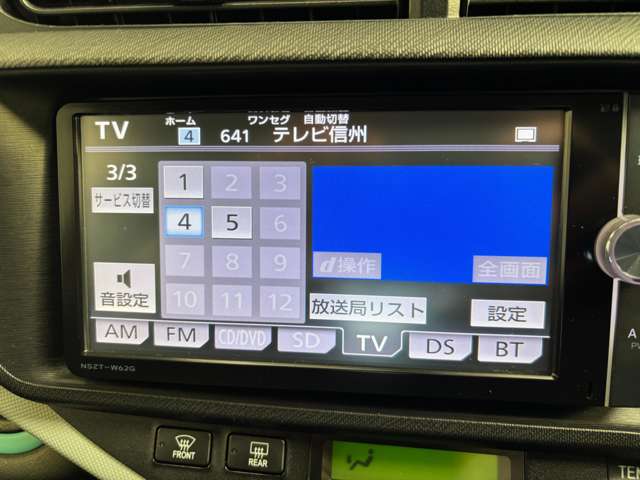 TV ホーム 4 641 ワンセグ 自動切替 テレビ信州
3/3
サービス切替
1 2 3
4 5 6
7 8 9
10 11 12
d操作 全画面
音設定
放送局リスト 設定
AM FM CD/DVD SD TV DS BT
NSZT-W62G
FRONT REAR
TEM